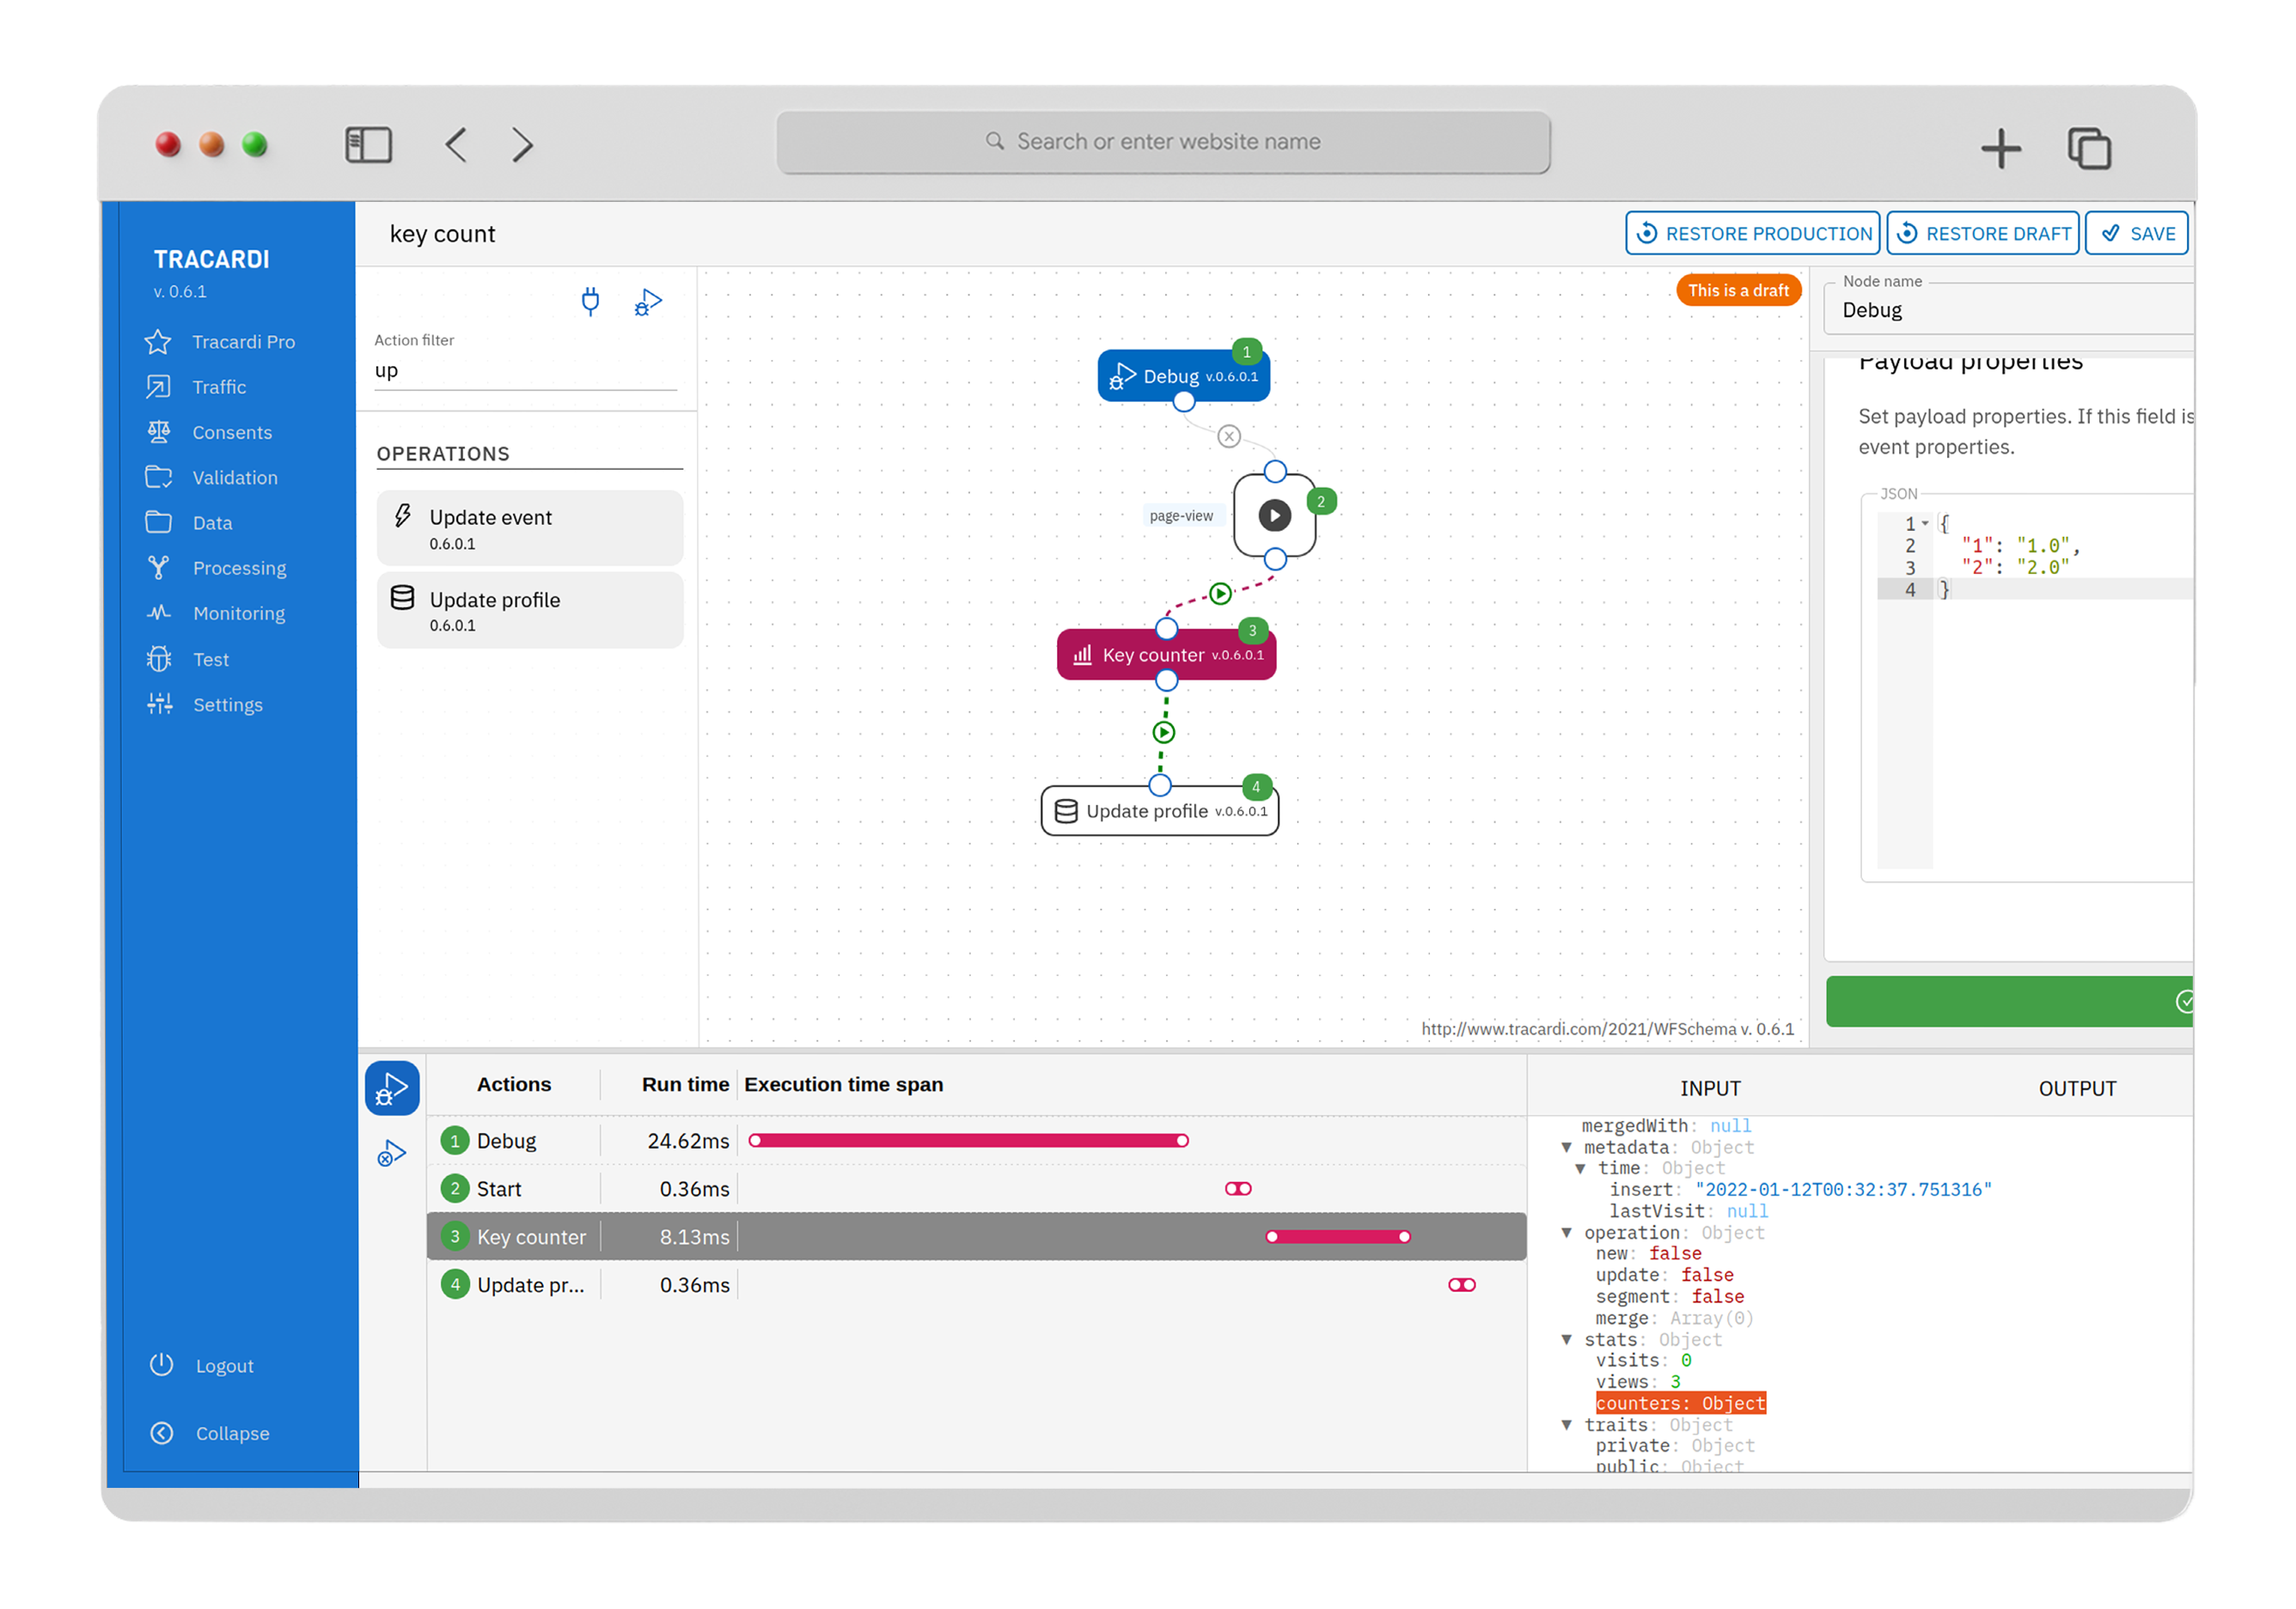 Search or enter website name
TRACARDI
v. 0.6.1
Tracardi Pro
Traffic
Consents
Validation
Data
Processing
Monitoring
Test
Settings
Logout
Collapse
key count
RESTORE PRODUCTION
RESTORE DRAFT
SAVE
Action filter
up
OPERATIONS
Update event
0.6.0.1
Update profile
0.6.0.1
This is a draft
1
Debug v.0.6.0.1
page-view
2
3
Key counter v.0.6.0.1
4
Update profile v.0.6.0.1
http://www.tracardi.com/2021/WFSchema v. 0.6.1
Node name
Debug
Payload properties
Set payload properties. If this field is
event properties.
JSON
1 {
2 "1": "1.0",
3 "2": "2.0"
4 }
Actions Run time Execution time span
1 Debug 24.62ms
2 Start 0.36ms
3 Key counter 8.13ms
4 Update pr... 0.36ms
INPUT OUTPUT
mergedWith: null
▼ metadata: Object
▼ time: Object
insert: "2022-01-12T00:32:37.751316"
lastVisit: null
▼ operation: Object
new: false
update: false
segment: false
merge: Array(0)
▼ stats: Object
visits: 0
views: 3
counters: Object
▼ traits: Object
private: Object
public: Object